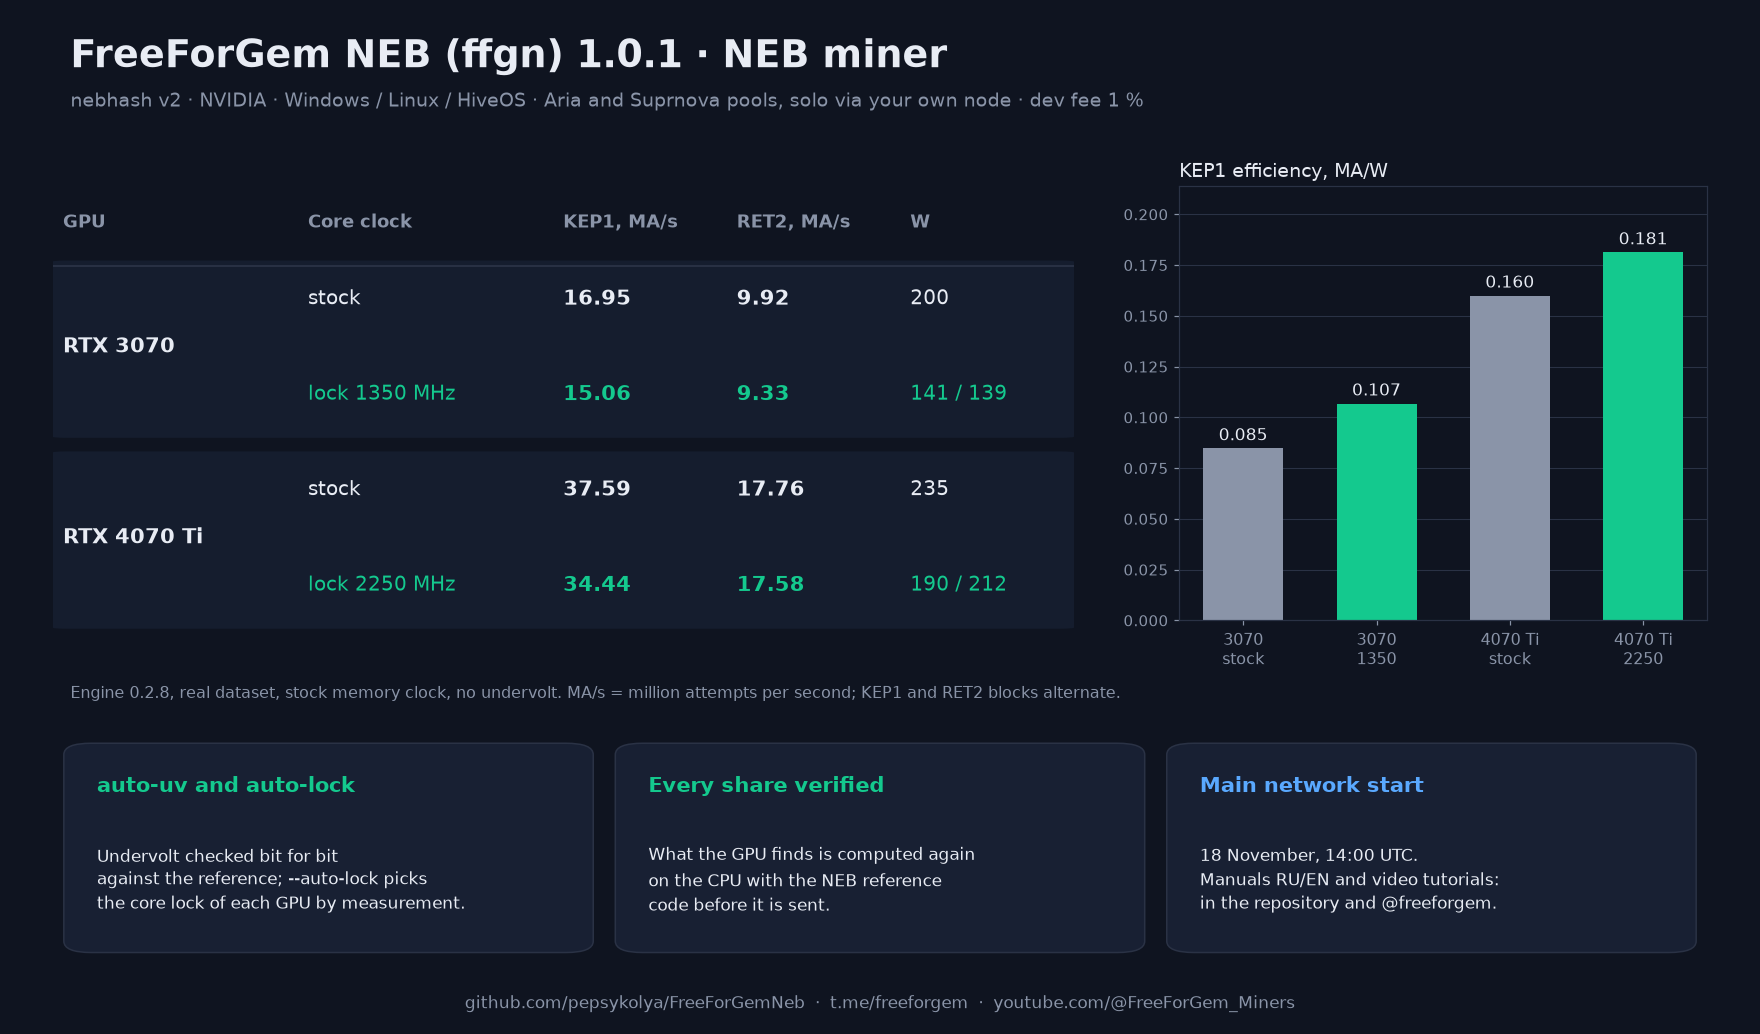 FreeForGem NEB (ffgn) 1.0.1 · NEB miner
nebhash v2 · NVIDIA · Windows / Linux / HiveOS · Aria and Suprnova pools, solo via your own node · dev fee 1 %
GPU Core clock KEP1, MA/s RET2, MA/s W
stock 16.95 9.92 200
RTX 3070
lock 1350 MHz 15.06 9.33 141 / 139
stock 37.59 17.76 235
RTX 4070 Ti
lock 2250 MHz 34.44 17.58 190 / 212
KEP1 efficiency, MA/W
0.200
0.175
0.150
0.125
0.100
0.075
0.050
0.025
0.000
0.085
0.107
0.160
0.181
3070
stock
3070
1350
4070 Ti
stock
4070 Ti
2250
Engine 0.2.8, real dataset, stock memory clock, no undervolt. MA/s = million attempts per second; KEP1 and RET2 blocks alternate.
auto-uv and auto-lock
Undervolt checked bit for bit
against the reference; --auto-lock picks
the core lock of each GPU by measurement.
Every share verified
What the GPU finds is computed again
on the CPU with the NEB reference
code before it is sent.
Main network start
18 November, 14:00 UTC.
Manuals RU/EN and video tutorials:
in the repository and @freeforgem.
github.com/pepsykolya/FreeForGemNeb · t.me/freeforgem · youtube.com/@FreeForGem_Miners